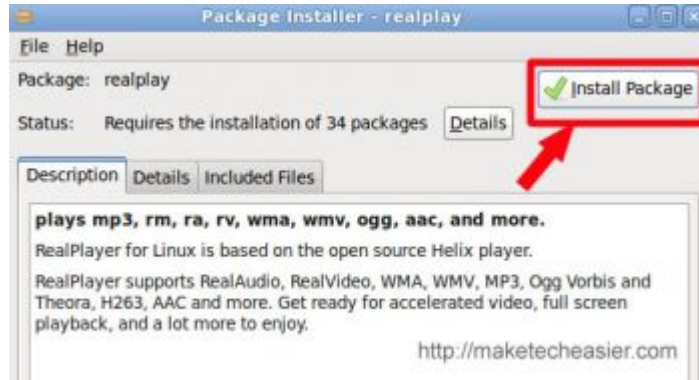 Package Installer - realplay
File Help
Package: realplay
Install Package
Status: Requires the installation of 34 packages Details
Description Details Included Files
plays mp3, rm, ra, rv, wma, wmv, ogg, aac, and more.
RealPlayer for Linux is based on the open source Helix player.
RealPlayer supports RealAudio, RealVideo, WMA, WMV, MP3, Ogg Vorbis and
Theora, H263, AAC and more. Get ready for accelerated video, full screen
playback, and a lot more to enjoy.
http://maketecheasier.com